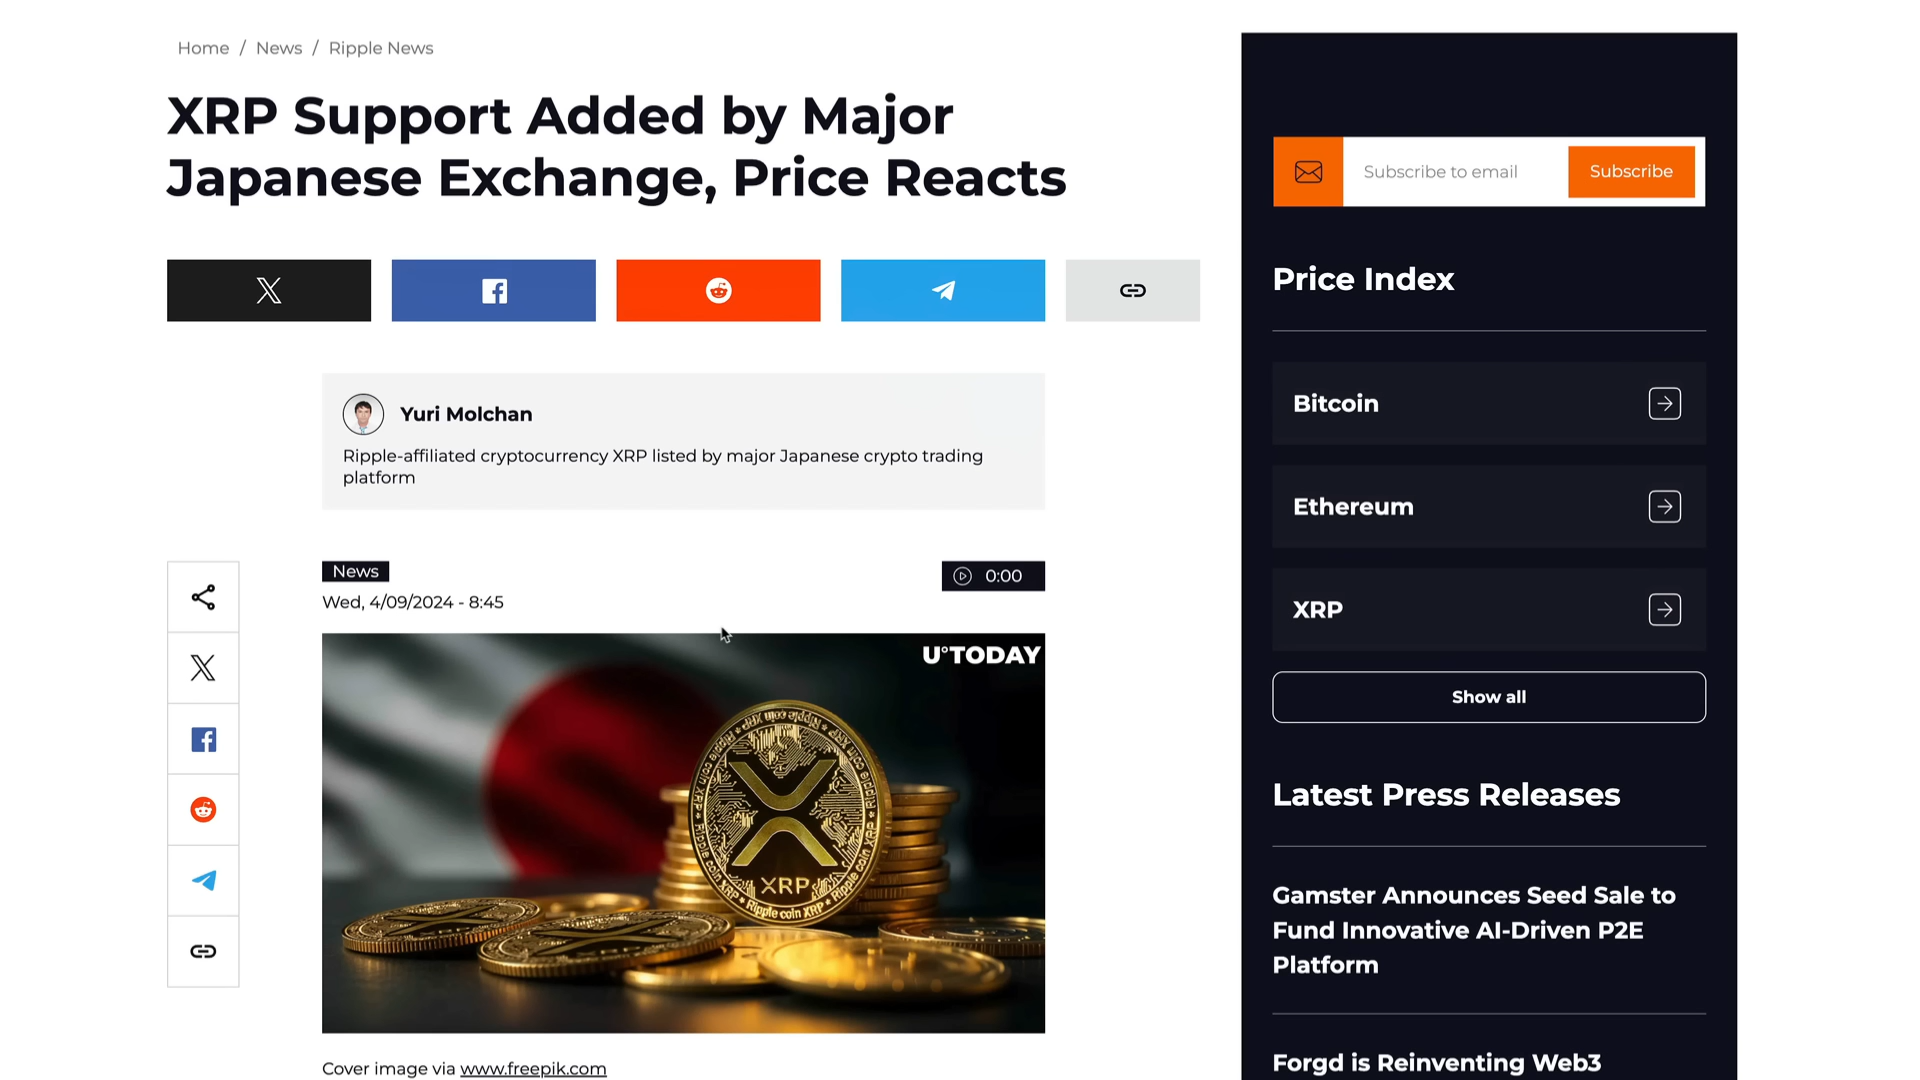 Home / News / Ripple News
XRP Support Added by Major
Japanese Exchange, Price Reacts
Yuri Molchan
Ripple-affiliated cryptocurrency XRP listed by major Japanese crypto trading
platform
News
0:00
Wed, 4/09/2024 - 8:45
U°TODAY
XRP
Ripple coin XRP
Cover image via www.freepik.com
Subscribe to email
Subscribe
Price Index
Bitcoin
Ethereum
XRP
Show all
Latest Press Releases
Gamster Announces Seed Sale to
Fund Innovative AI-Driven P2E
Platform
Forgd is Reinventing Web3